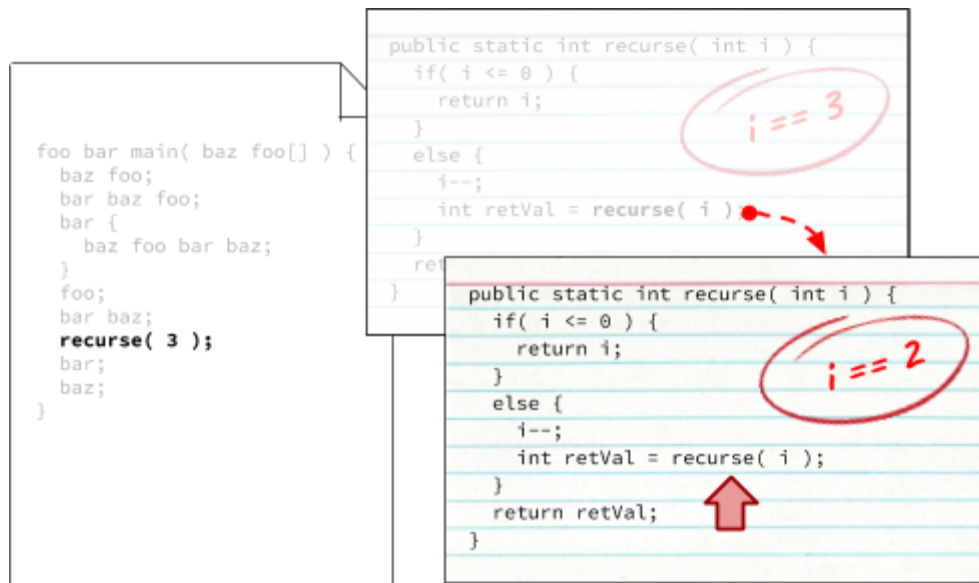 foo bar main( baz foo[] ) {
baz foo;
bar baz foo;
bar {
baz foo bar baz;
}
foo;
bar baz;
recurse( 3 );
bar;
baz;
}
public static int recurse( int i ) {
if( i <= 0 ) {
return i;
}
else {
i--;
int retVal = recurse( i );
}
ret
}
i == 3
public static int recurse( int i ) {
if( i <= 0 ) {
return i;
}
else {
i--;
int retVal = recurse( i );
}
return retVal;
}
i == 2